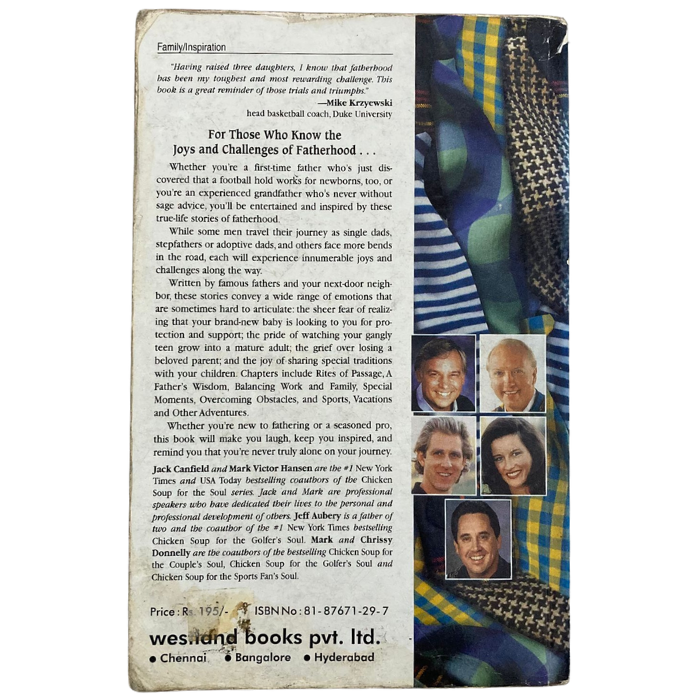 Family/Inspiration
"Having raised three daughters, I know that fatherhood
has been my toughest and most rewarding challenge. This
book is a great reminder of those trials and triumphs."
—Mike Krzyewski
head basketball coach, Duke University
For Those Who Know the
Joys and Challenges of Fatherhood . . .
Whether you're a first-time father who's just dis-
covered that a football hold works for newborns, too, or
you're an experienced grandfather who's never without
sage advice, you'll be entertained and inspired by these
true-life stories of fatherhood.
While some men travel their journey as single dads,
stepfathers or adoptive dads, and others face more bends
in the road, each will experience innumerable joys and
challenges along the way.
Written by famous fathers and your next-door neigh-
bor, these stories convey a wide range of emotions that
are sometimes hard to articulate: the sheer fear of realiz-
ing that your brand-new baby is looking to you for pro-
tection and support; the pride of watching your gangly
teen grow into a mature adult; the grief over losing a
beloved parent; and the joy of sharing special traditions
with your children. Chapters include Rites of Passage, A
Father's Wisdom, Balancing Work and Family, Special
Moments, Overcoming Obstacles, and Sports, Vacations
and Other Adventures.
Whether you're new to fathering or a seasoned pro,
this book will make you laugh, keep you inspired, and
remind you that you're never truly alone on your journey.
Jack Canfield and Mark Victor Hansen are the #1 New York
Times and USA Today bestselling coauthors of the Chicken
Soup for the Soul series. Jack and Mark are professional
speakers who have dedicated their lives to the personal and
professional development of others. Jeff Aubery is a father of
two and the coauthor of the #1 New York Times bestselling
Chicken Soup for the Golfer's Soul. Mark and Chrissy
Donnelly are the coauthors of the bestselling Chicken Soup for
the Couple's Soul, Chicken Soup for the Golfer's Soul and
Chicken Soup for the Sports Fan's Soul.
Price : Rs 195/- ISBN No : 81-87671-29-7
westland books pvt. ltd.
● Chennai ● Bangalore ● Hyderabad